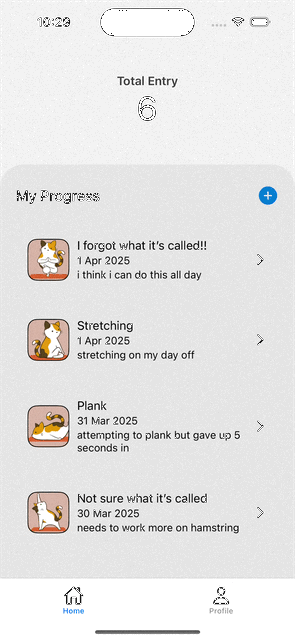 10:29
Total Entry
6
My Progress
I forgot what it's called!!
1 Apr 2025
i think i can do this all day
Stretching
1 Apr 2025
stretching on my day off
Plank
31 Mar 2025
attempting to plank but gave up 5
seconds in
Not sure what it's called
30 Mar 2025
needs to work more on hamstring
Home
Profile